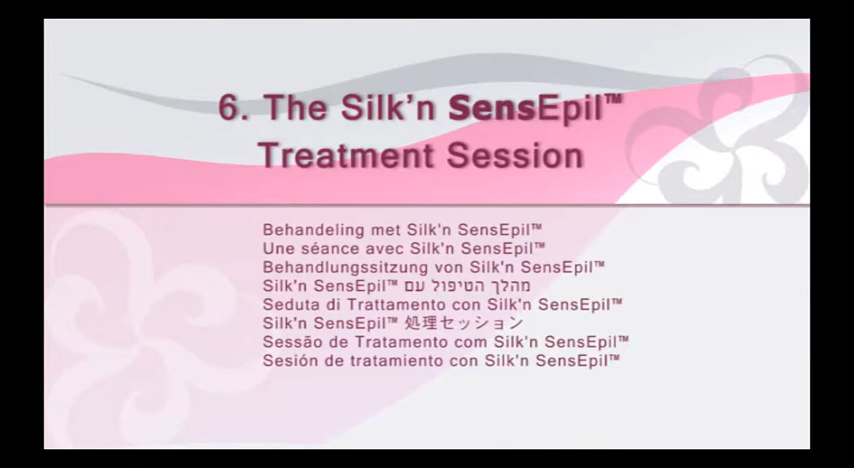 6. The Silk'n SensEpil™
Treatment Session
Behandeling met Silk'n SensEpil™
Une séance avec Silk'n SensEpil™
Behandlungssitzung von Silk'n SensEpil™
Silk'n SensEpil™ מהלך הטיפול עם
Seduta di Trattamento con Silk'n SensEpil™
Silk'n SensEpil™ 処理セッション
Sessão de Tratamento com Silk'n SensEpil™
Sesión de tratamiento con Silk'n SensEpil™